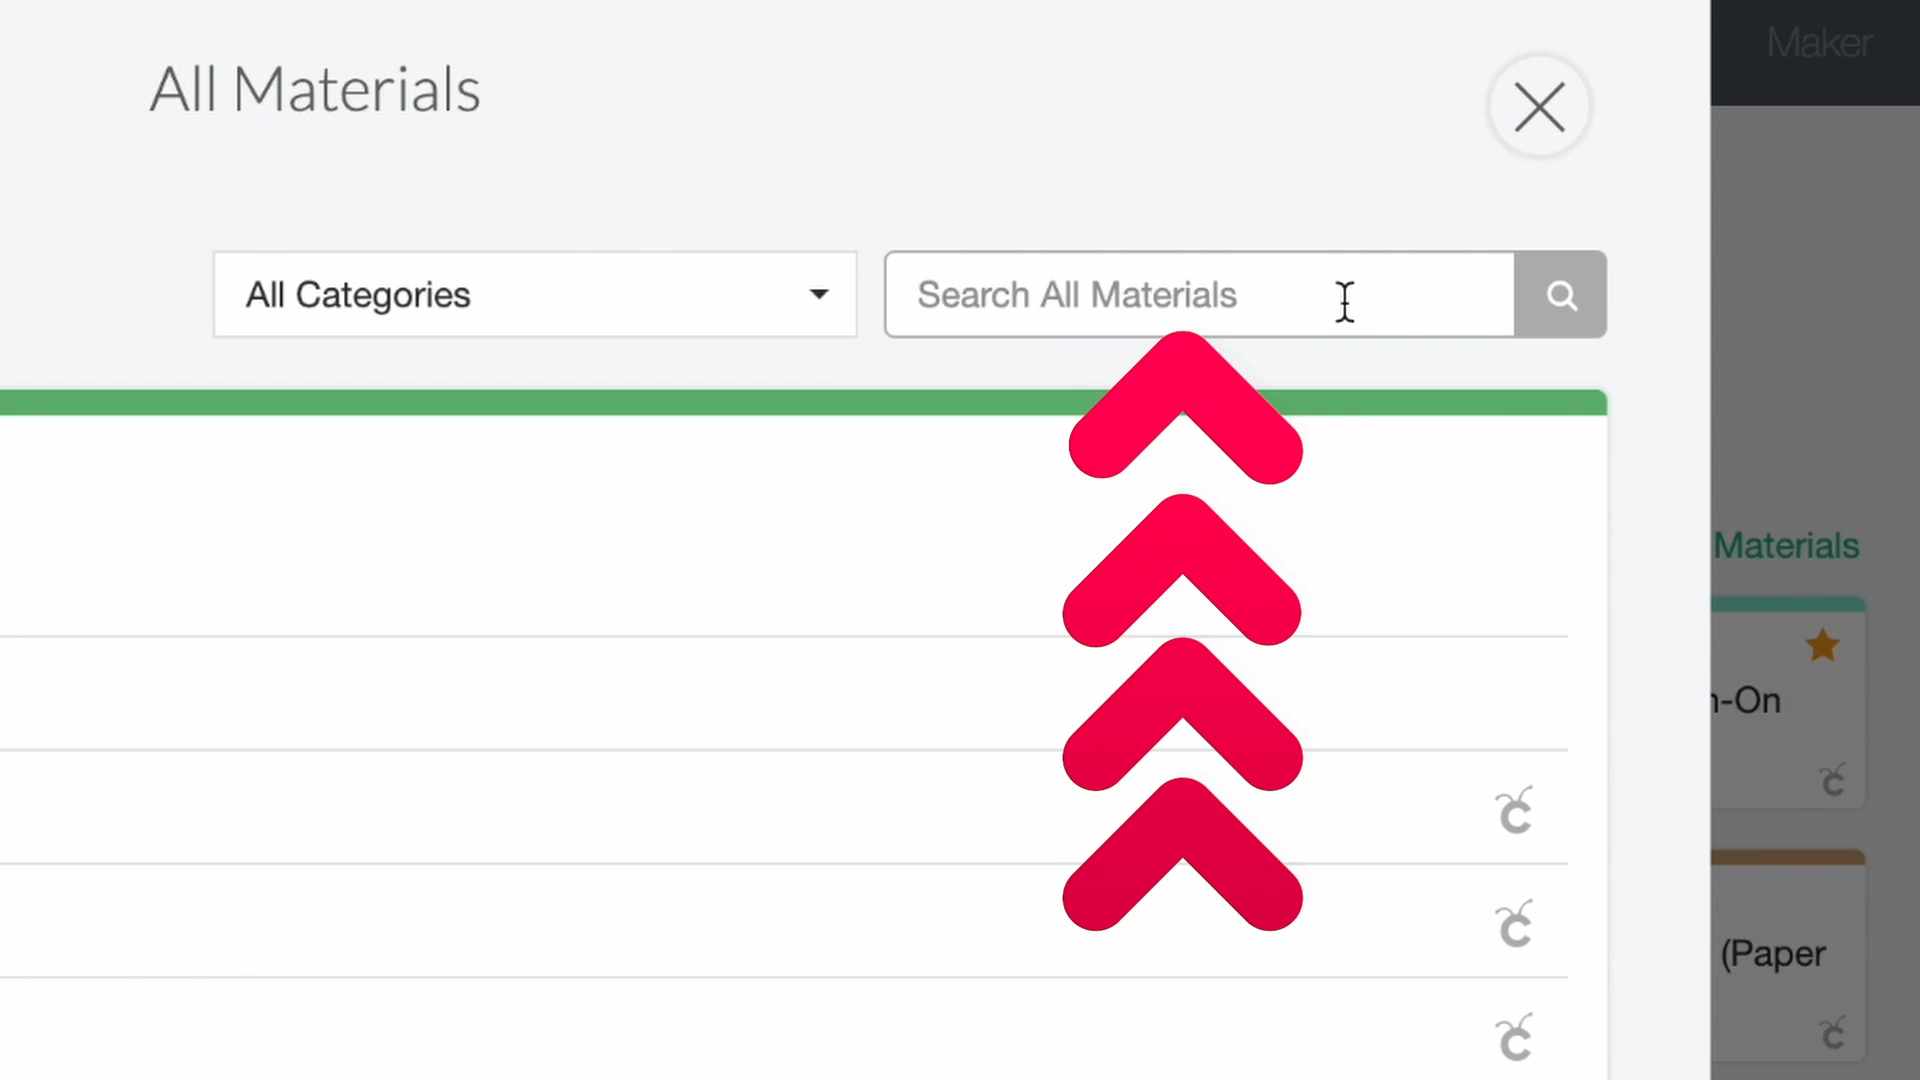 Maker
All Materials
All Categories
Search All Materials
Materials
-On
(Paper